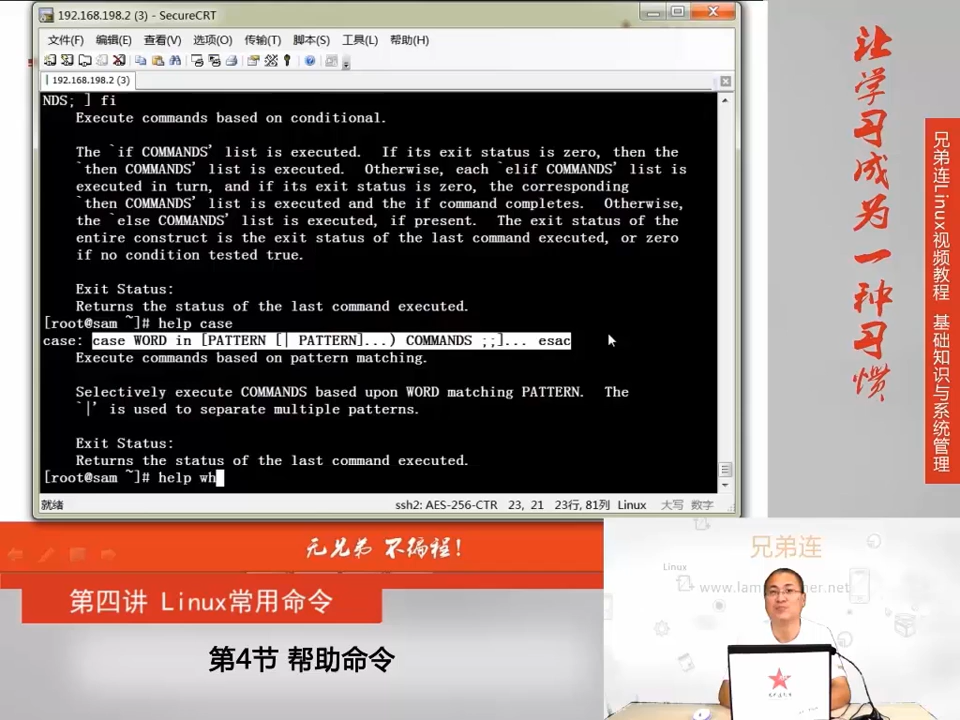 192.168.198.2 (3) - SecureCRT
文件(F) 编辑(E) 查看(V) 选项(O) 传输(T) 脚本(S) 工具(L) 帮助(H)
192.168.198.2 (3)
NDS; ] fi
Execute commands based on conditional.
The `if COMMANDS' list is executed.  If its exit status is zero, then the
`then COMMANDS' list is executed.  Otherwise, each `elif COMMANDS' list is
executed in turn, and if its exit status is zero, the corresponding
`then COMMANDS' list is executed and the if command completes.  Otherwise,
the `else COMMANDS' list is executed, if present.  The exit status of the
entire construct is the exit status of the last command executed, or zero
if no condition tested true.
Exit Status:
Returns the status of the last command executed.
[root@sam ~]# help case
case: case WORD in [PATTERN [| PATTERN]...) COMMANDS ;;]... esac
Execute commands based on pattern matching.
Selectively execute COMMANDS based upon WORD matching PATTERN.  The
`|' is used to separate multiple patterns.
Exit Status:
Returns the status of the last command executed.
[root@sam ~]# help wh
就绪 ssh2: AES-256-CTR 23, 21 23行, 81列 Linux 大写 数字
让学习成为一种习惯
兄弟连Linux视频教程 基础知识与系统管理
无兄弟 不编程!
第四讲 Linux常用命令
第4节 帮助命令
兄弟连
Linux